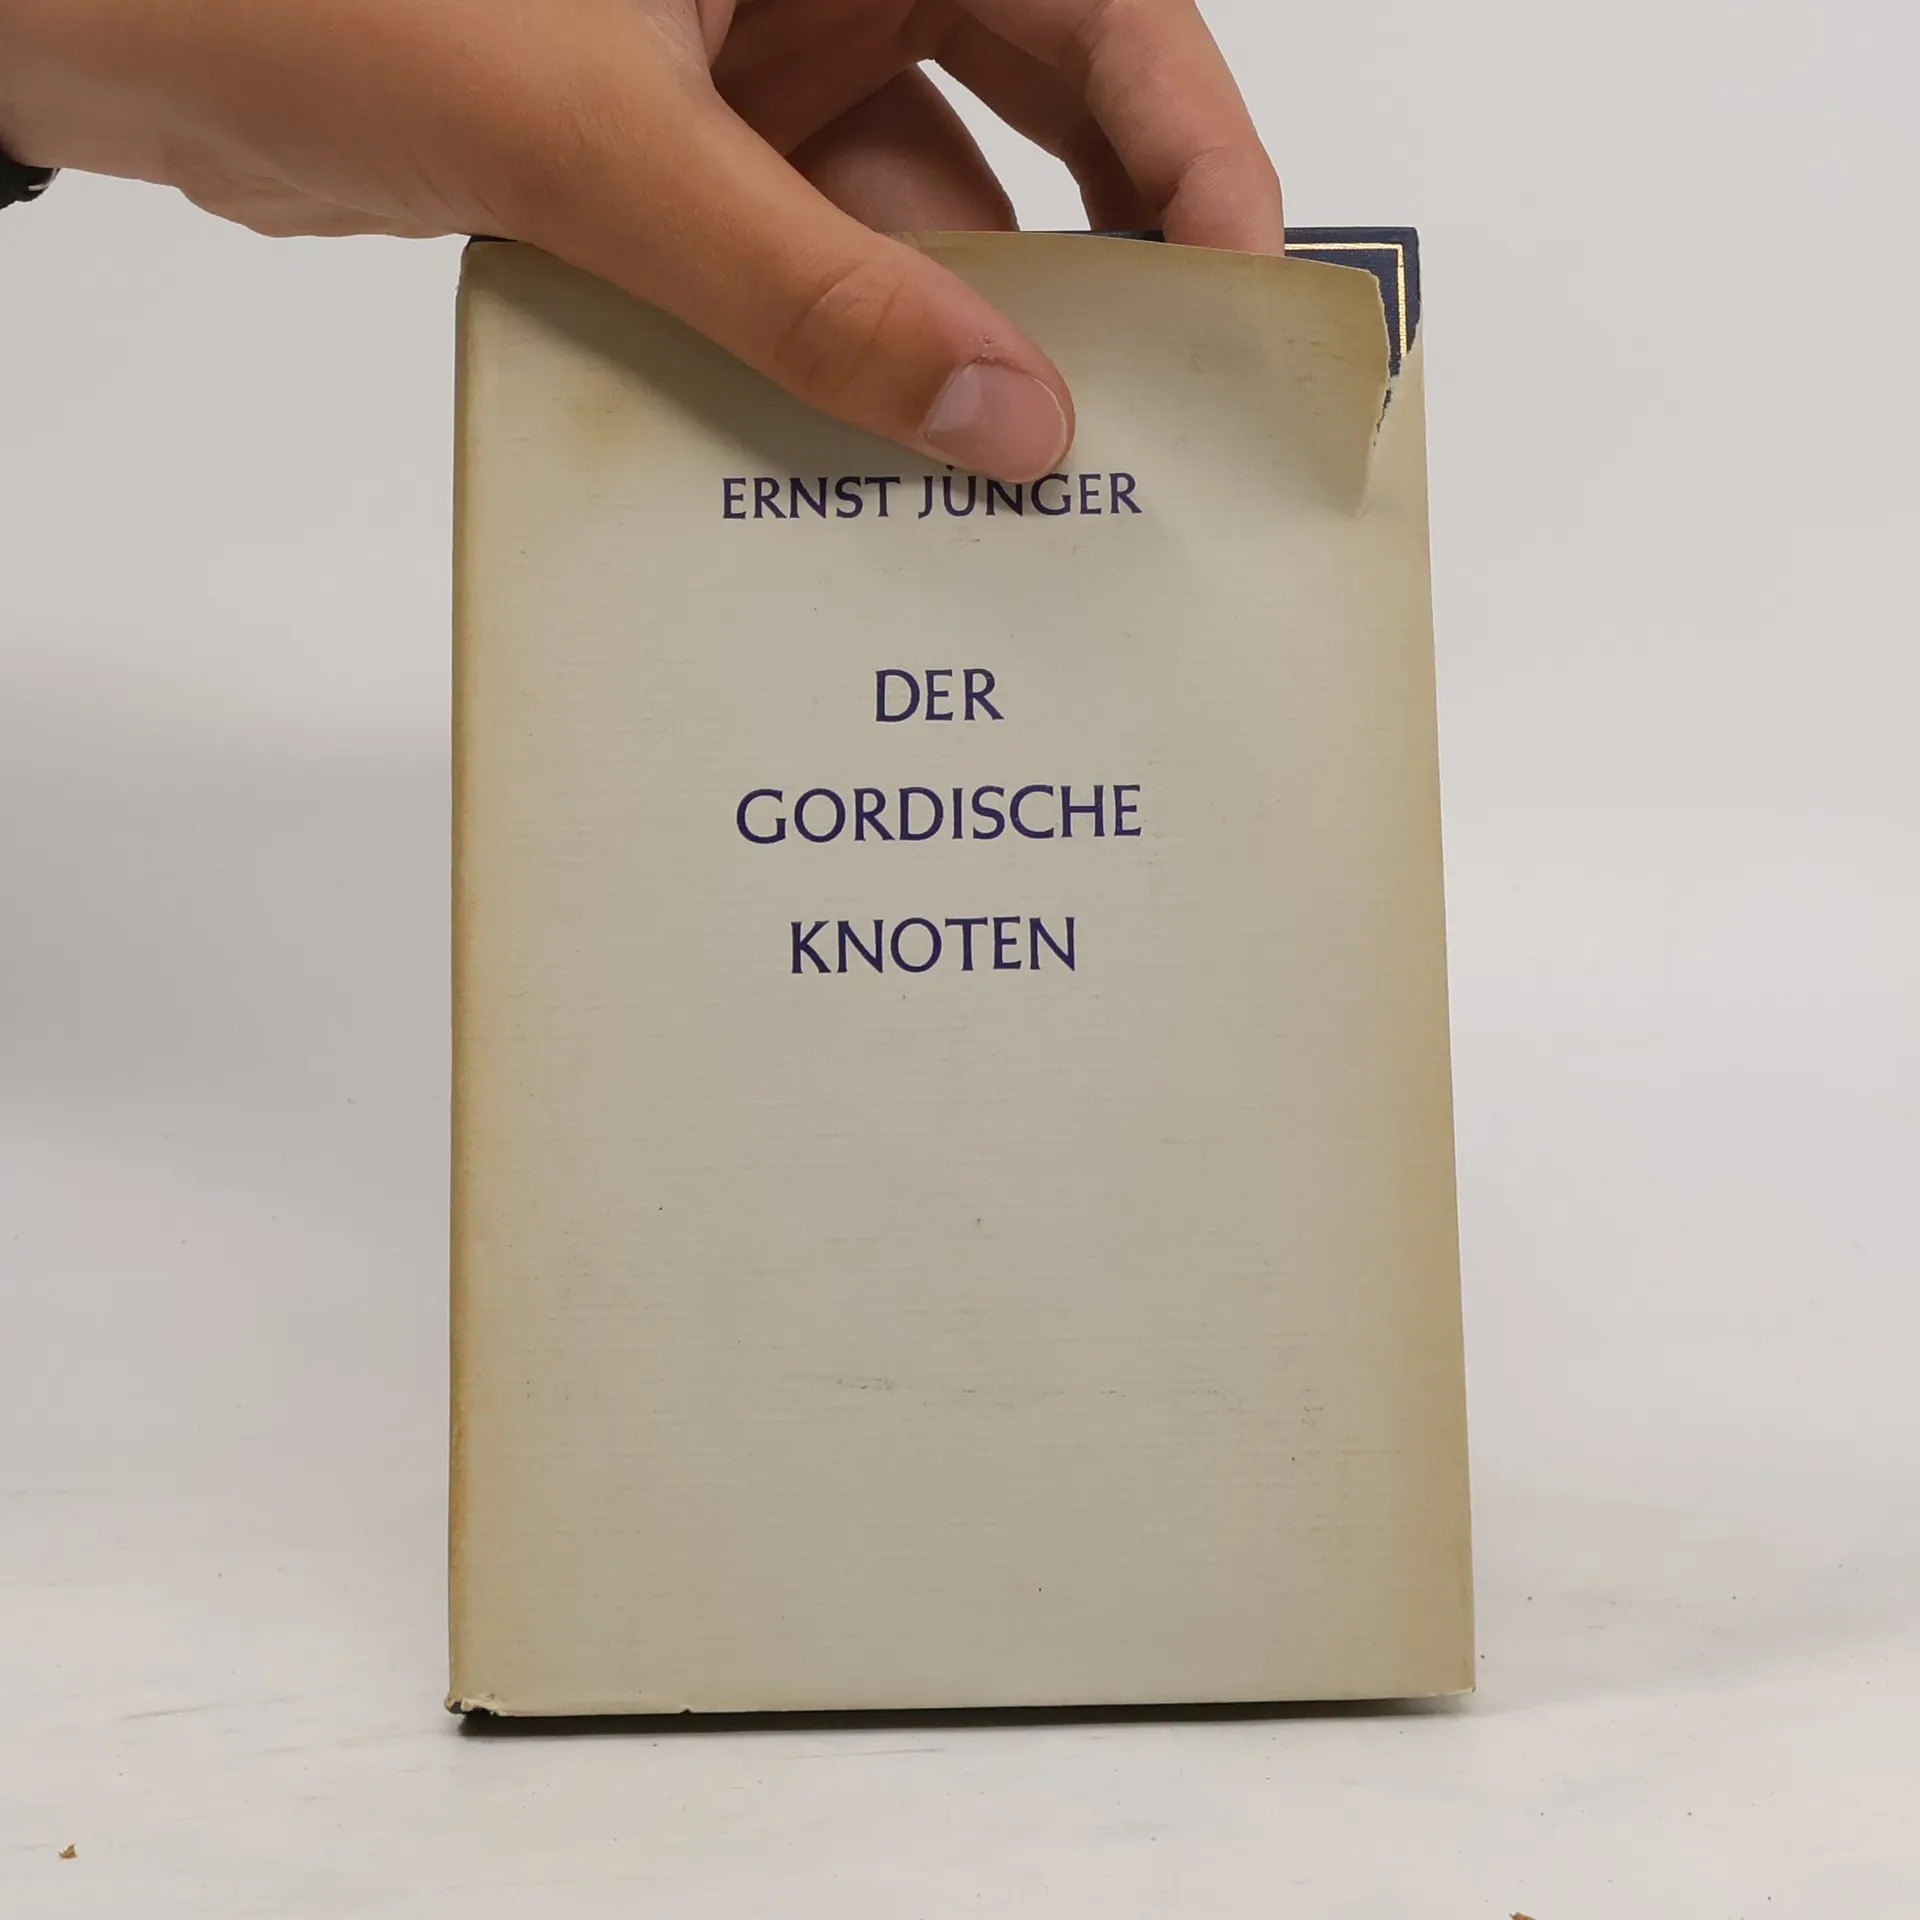 ERNST JÜNGER
DER
GORDISCHE
KNOTEN